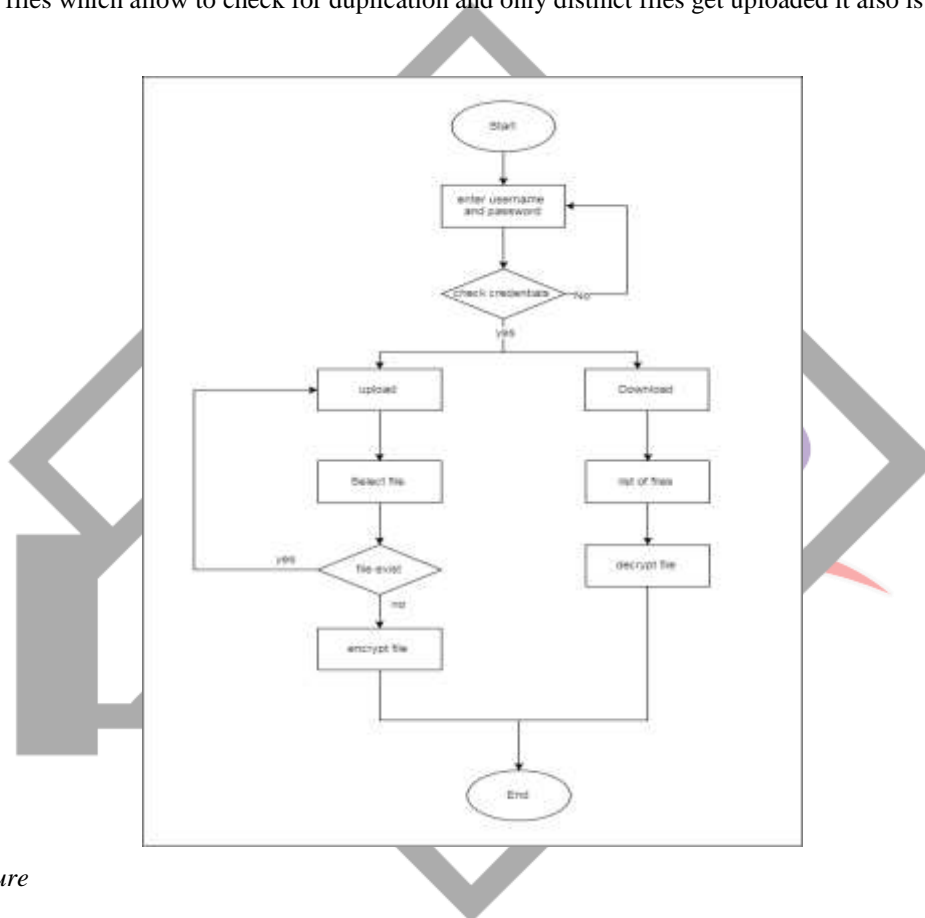 files which allow to check for duplication and only distinct files get uploaded it also is
Start
enter username
and password
check credentials
No
yes
upload
Download
Select file
list of files
yes
file exist
decrypt file
no
encrypt file
End
ure